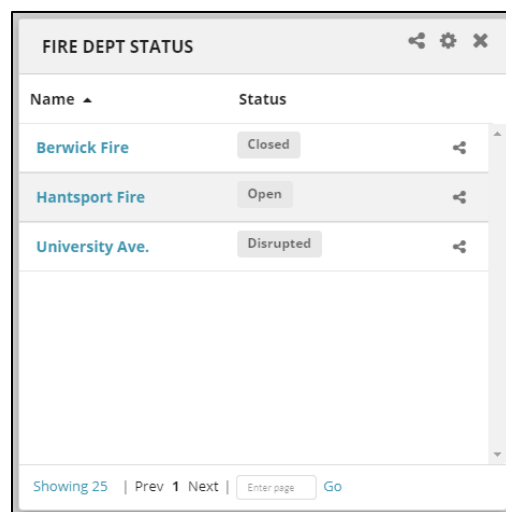 FIRE DEPT STATUS
Name Status
Berwick Fire Closed
Hantsport Fire Open
University Ave. Disrupted
Showing 25 | Prev 1 Next | Enter page Go